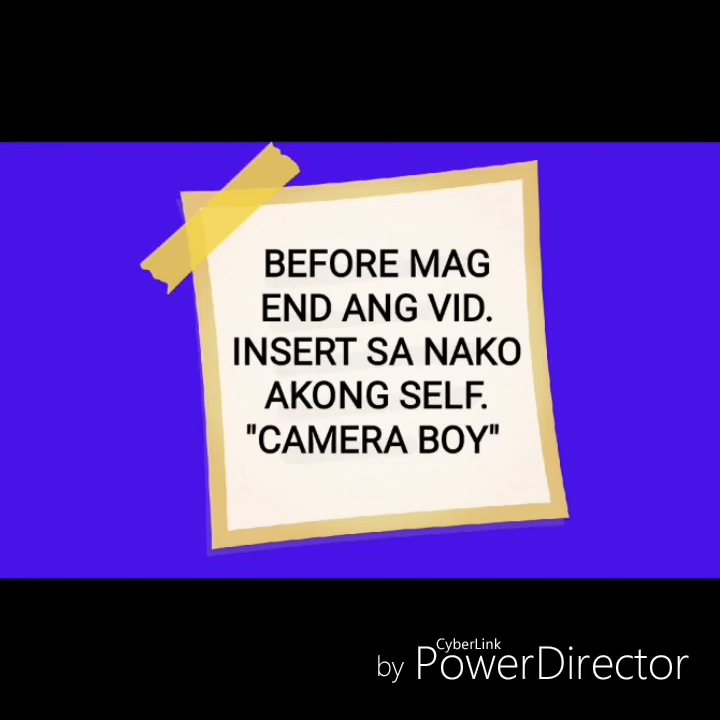 BEFORE MAG
END ANG VID.
INSERT SA NAKO
AKONG SELF.
"CAMERA BOY"
CyberLink
by PowerDirector